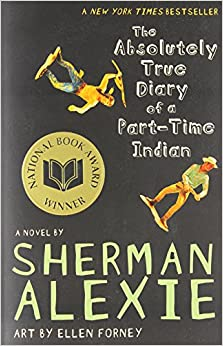 A NEW YORK TIMES BESTSELLER
The
Absolutely
True
Diary
of a
Part-Time
Indian
NATIONAL BOOK AWARD
WINNER
A NOVEL BY
SHERMAN
ALEXIE
ART BY ELLEN FORNEY